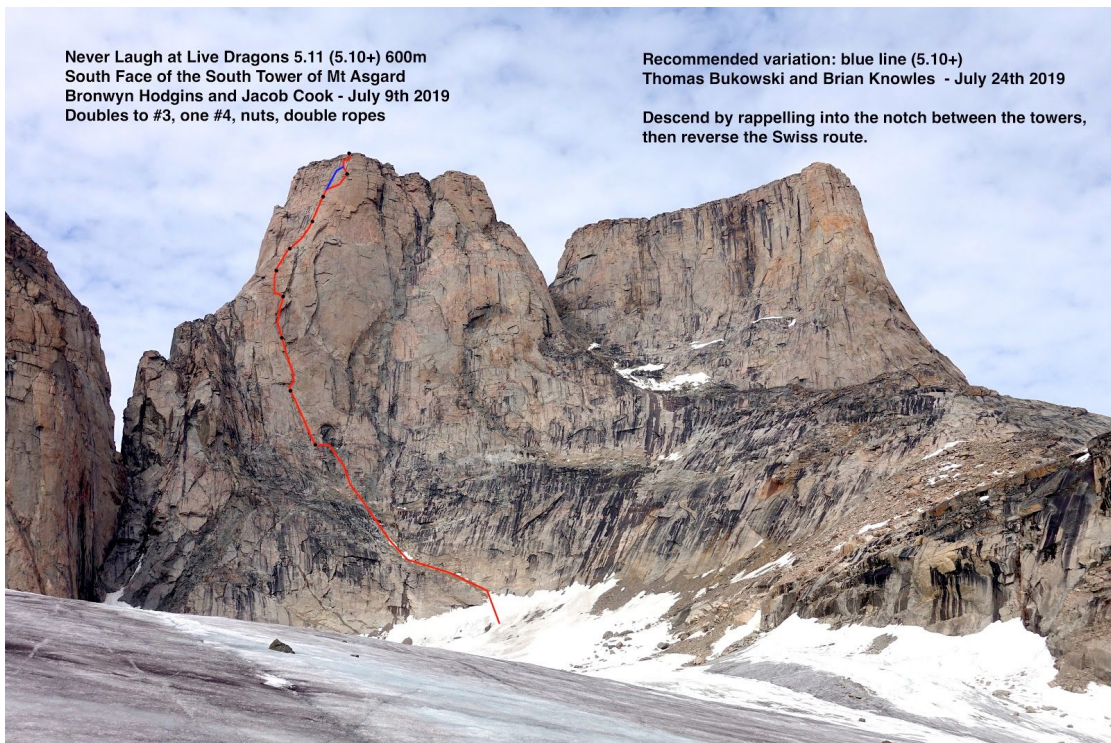 Never Laugh at Live Dragons 5.11 (5.10+) 600m
South Face of the South Tower of Mt Asgard
Bronwyn Hodgins and Jacob Cook - July 9th 2019
Doubles to #3, one #4, nuts, double ropes
Recommended variation: blue line (5.10+)
Thomas Bukowski and Brian Knowles - July 24th 2019
Descend by rappelling into the notch between the towers,
then reverse the Swiss route.